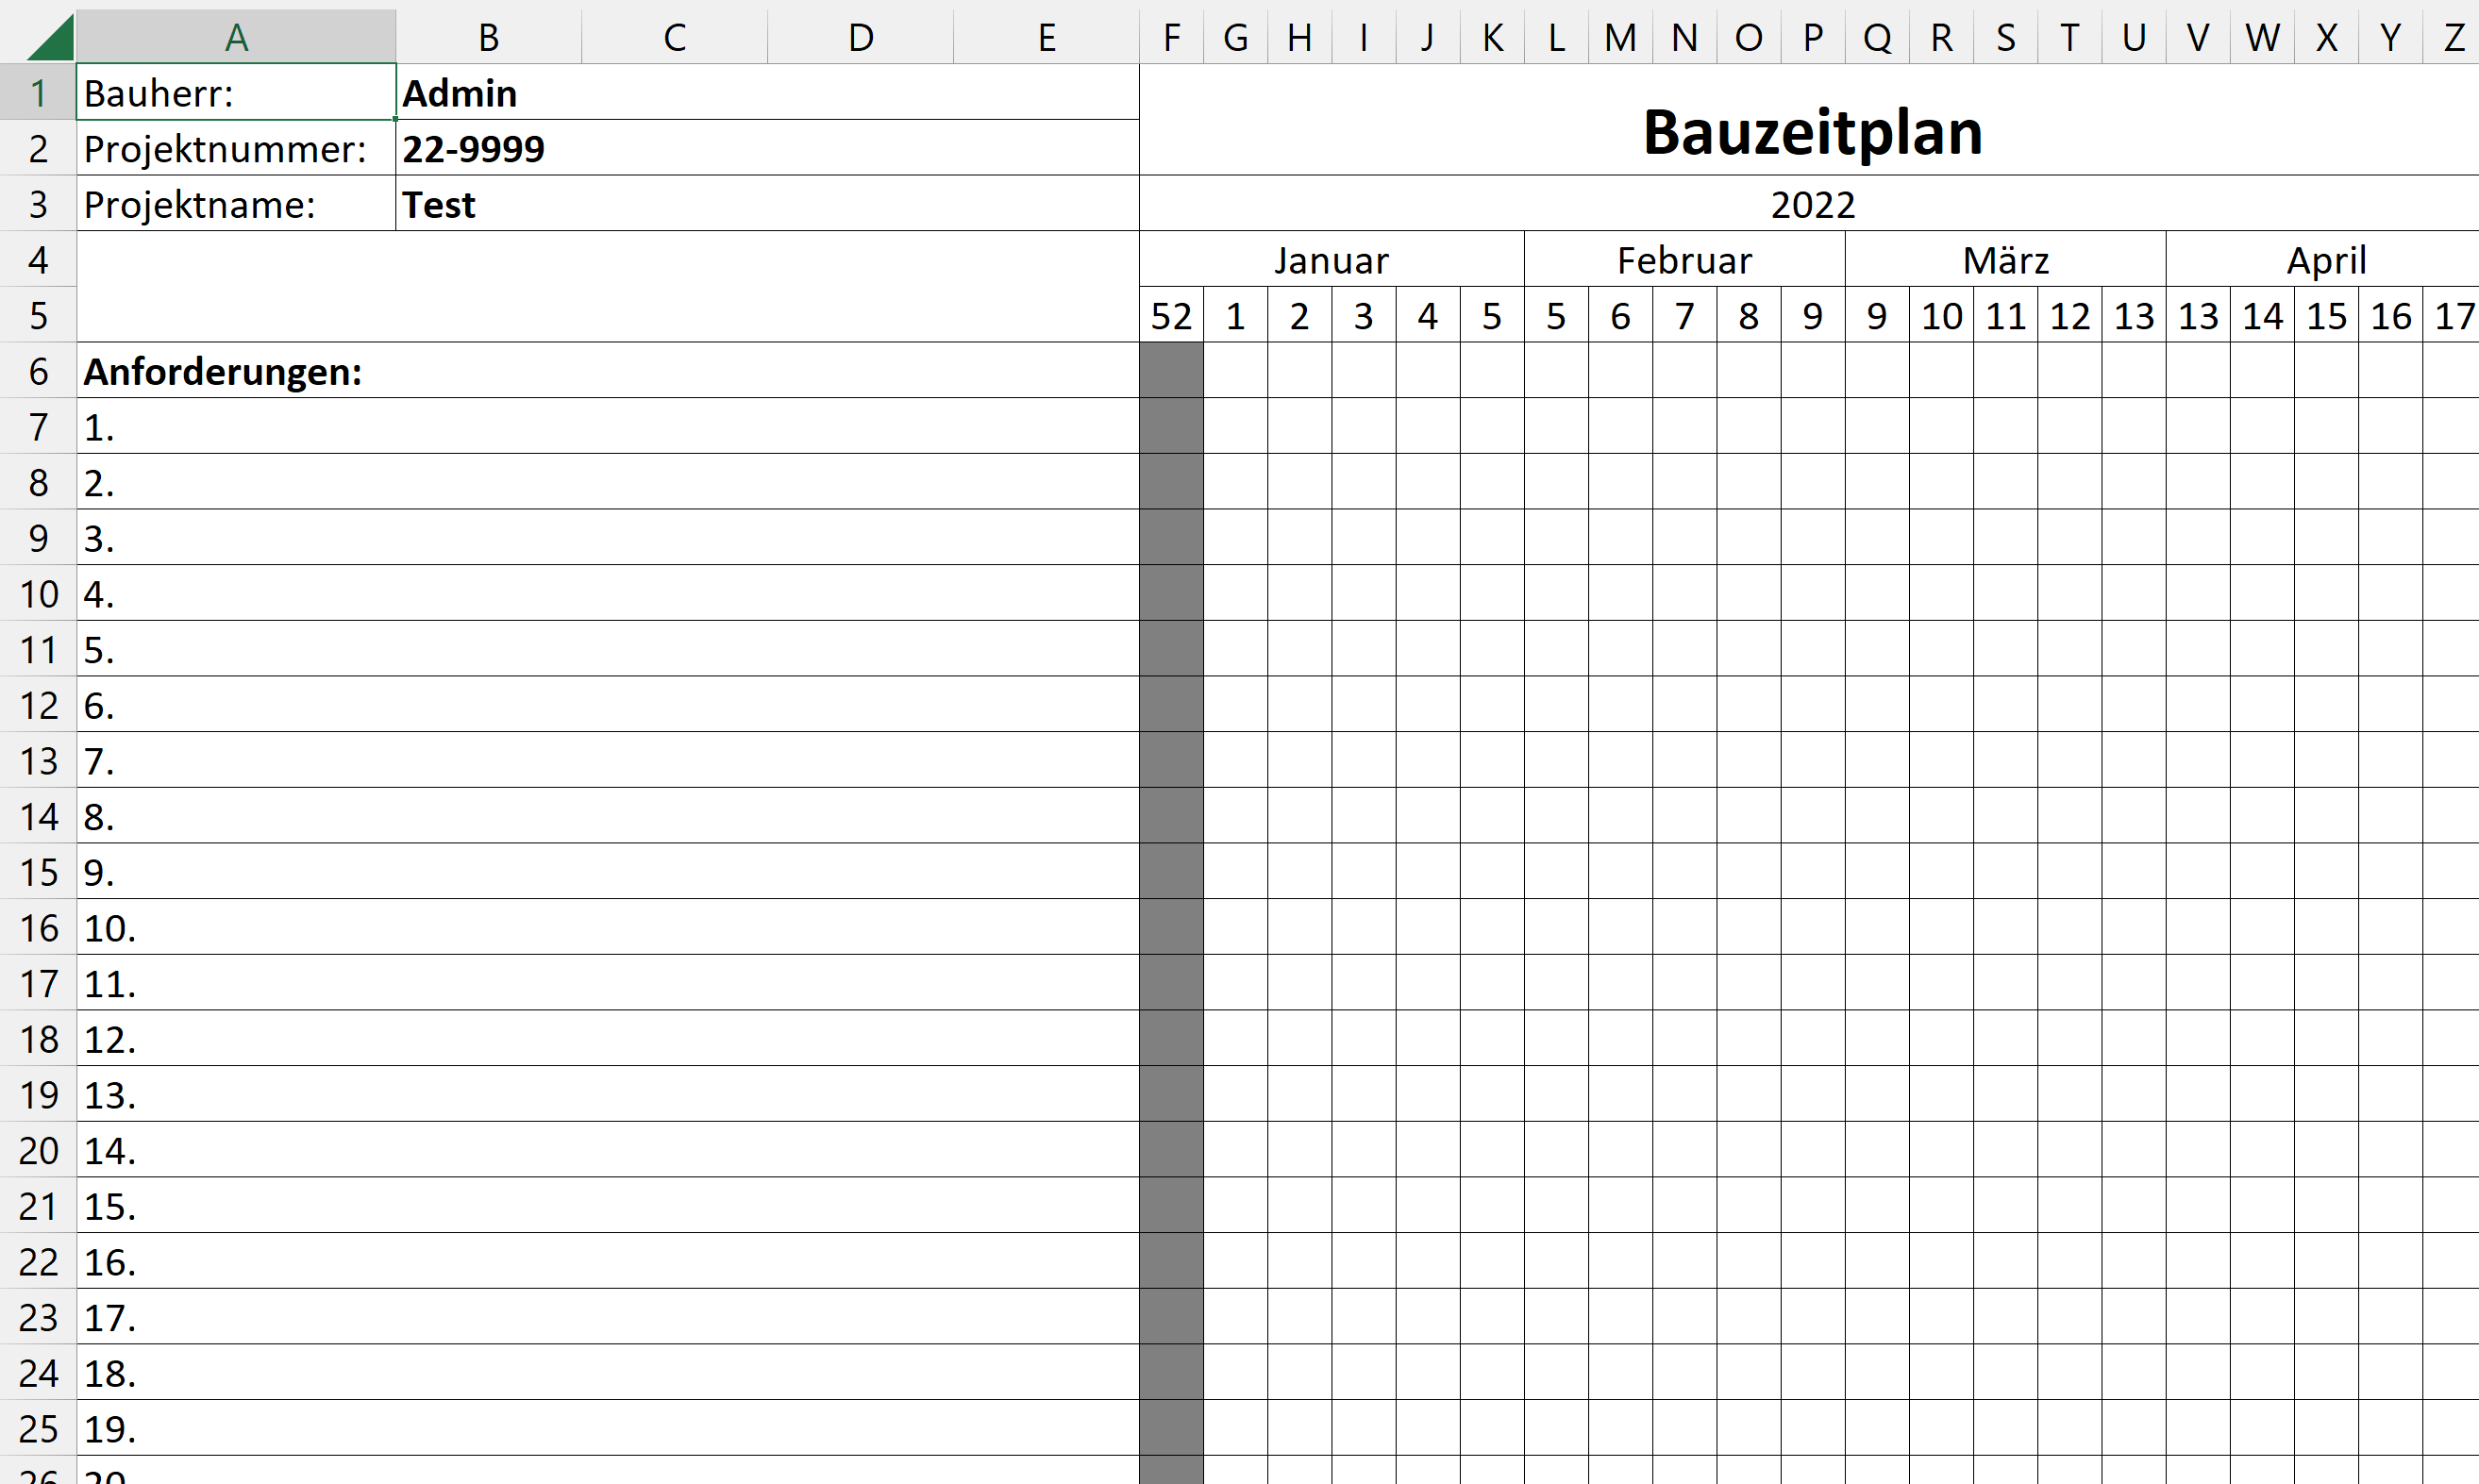 A B C D E F G H I J K L M N O P Q R S T U V W X Y Z
1 Bauherr: Admin
Bauzeitplan
2 Projektnummer: 22-9999
3 Projektname: Test 2022
4 Januar Februar März April
5 52 1 2 3 4 5 5 6 7 8 9 9 10 11 12 13 13 14 15 16 17
6 Anforderungen:
7 1.
8 2.
9 3.
10 4.
11 5.
12 6.
13 7.
14 8.
15 9.
16 10.
17 11.
18 12.
19 13.
20 14.
21 15.
22 16.
23 17.
24 18.
25 19.
26 20.